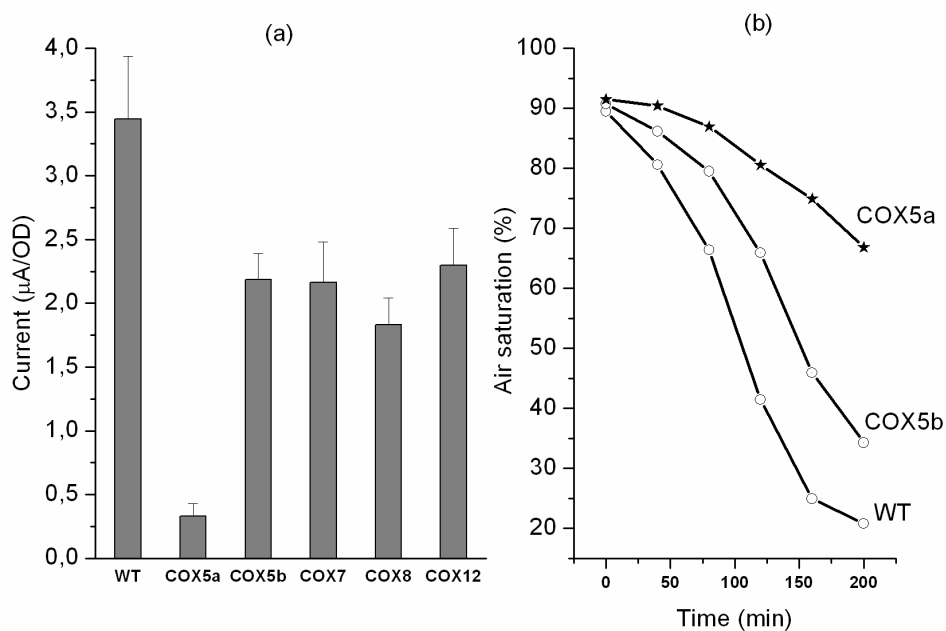 (a)
Current (μA/OD)
4,0
3,5
3,0
2,5
2,0
1,5
1,0
0,5
0,0
WT COX5a COX5b COX7 COX8 COX12
(b)
Air saturation (%)
100
90
80
70
60
50
40
30
20
COX5a
COX5b
WT
0 50 100 150 200
Time (min)